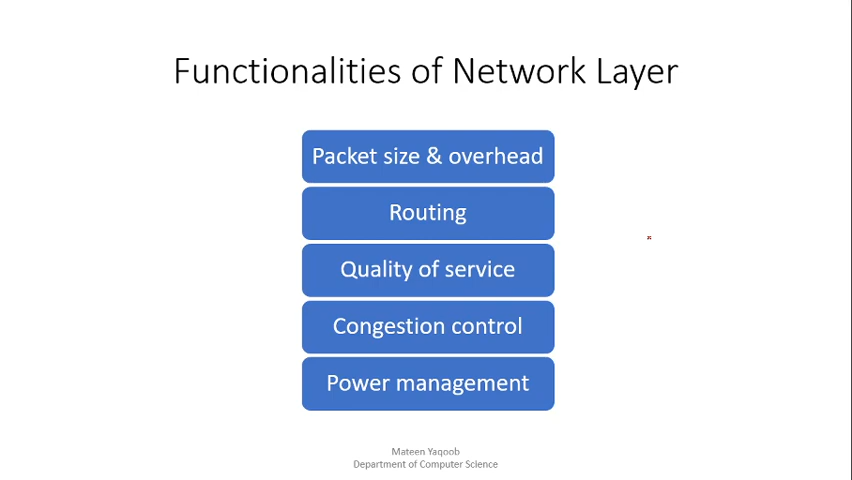 Functionalities of Network Layer
Packet size & overhead
Routing
Quality of service
Congestion control
Power management
Mateen Yaqoob
Department of Computer Science